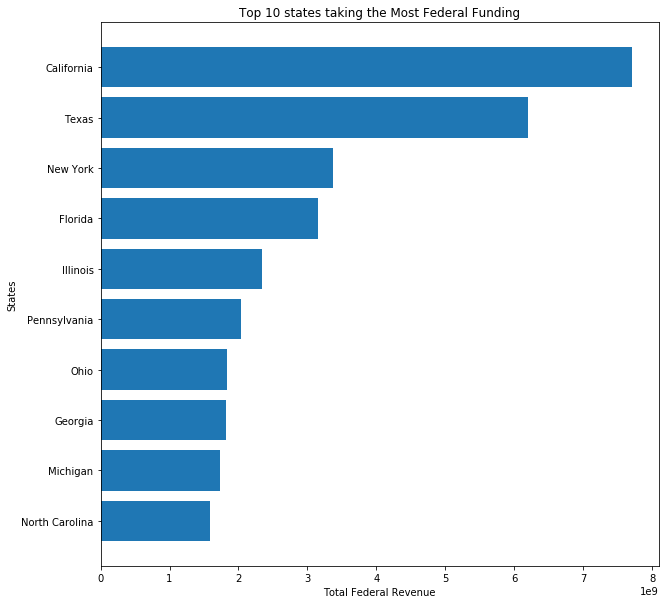 Top 10 states taking the Most Federal Funding
States
California
Texas
New York
Florida
Illinois
Pennsylvania
Ohio
Georgia
Michigan
North Carolina
0 1 2 3 4 5 6 7 8
1e9
Total Federal Revenue